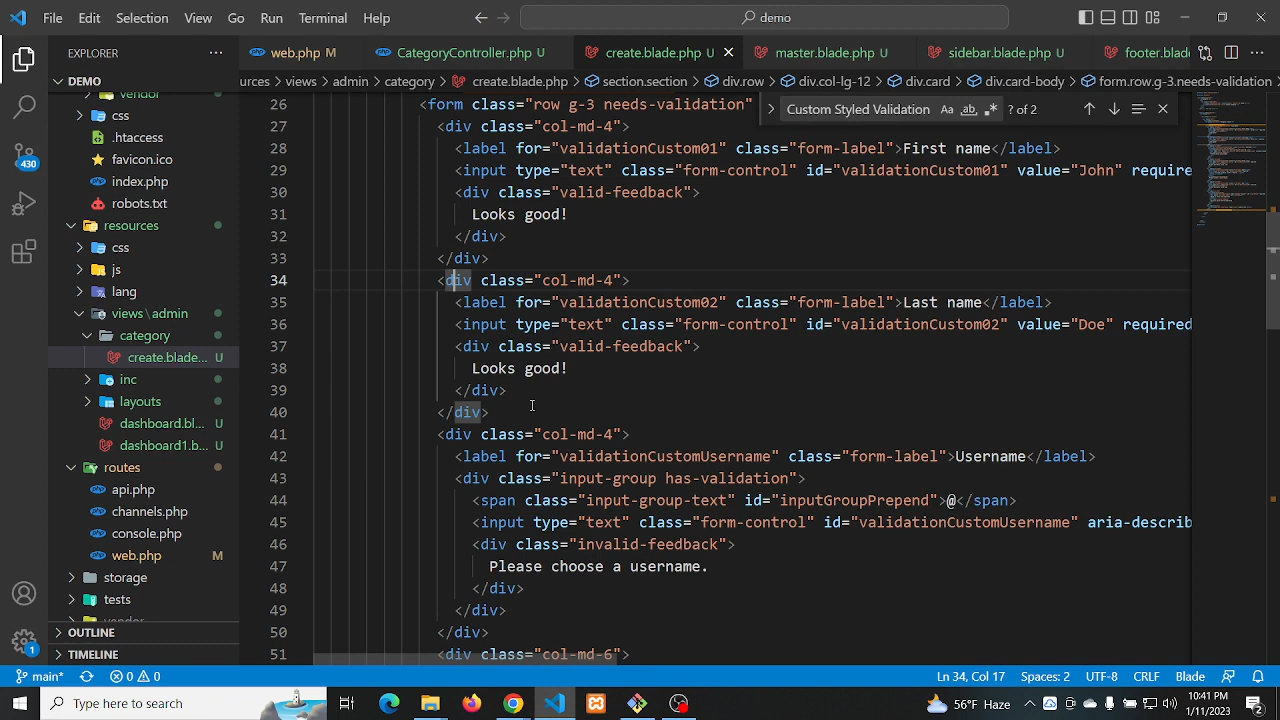 File Edit Selection View Go Run Terminal Help
demo
EXPLORER
web.php M
CategoryController.php U
create.blade.php U
master.blade.php U
sidebar.blade.php U
footer.blade
DEMO
urces > views > admin > category > create.blade.php > section.section > div.row > div.col-lg-12 > div.card > div.card-body > form.row.g-3.needs-validation
Custom Styled Validation
Aa ab .* ? of 2
vendor
css
.htaccess
favicon.ico
index.php
robots.txt
resources
css
js
lang
views\admin
category
create.blade... U
inc
layouts
dashboard.bl... U
dashboard1.b... U
routes
api.php
channels.php
console.php
web.php M
storage
tests
vendor
OUTLINE
TIMELINE
430
1
26 <form class="row g-3 needs-validation"
27 <div class="col-md-4">
28 <label for="validationCustom01" class="form-label">First name</label>
29 <input type="text" class="form-control" id="validationCustom01" value="John" require
30 <div class="valid-feedback">
31 Looks good!
32 </div>
33 </div>
34 <div class="col-md-4">
35 <label for="validationCustom02" class="form-label">Last name</label>
36 <input type="text" class="form-control" id="validationCustom02" value="Doe" required
37 <div class="valid-feedback">
38 Looks good!
39 </div>
40 </div>
41 <div class="col-md-4">
42 <label for="validationCustomUsername" class="form-label">Username</label>
43 <div class="input-group has-validation">
44 <span class="input-group-text" id="inputGroupPrepend">@</span>
45 <input type="text" class="form-control" id="validationCustomUsername" aria-describ
46 <div class="invalid-feedback">
47 Please choose a username.
48 </div>
49 </div>
50 </div>
51 <div class="col-md-6">
main* 0 0
Ln 34, Col 17 Spaces: 2 UTF-8 CRLF Blade
Type here to search
56°F Haze
10:41 PM
1/11/2023
2